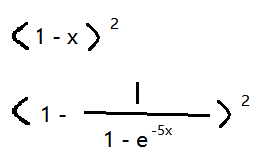 (1 - x)²
(1 - 1/(1 - e^(-5x)))²